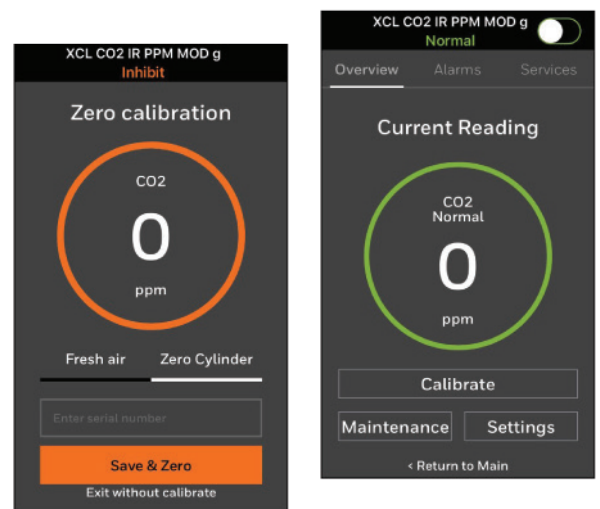 XCL CO2 IR PPM MOD g
Inhibit
Zero calibration
CO2
0
ppm
Fresh air Zero Cylinder
Enter serial number
Save & Zero
Exit without calibrate
XCL CO2 IR PPM MOD g
Normal
Overview Alarms Services
Current Reading
CO2
Normal
0
ppm
Calibrate
Maintenance Settings
< Return to Main